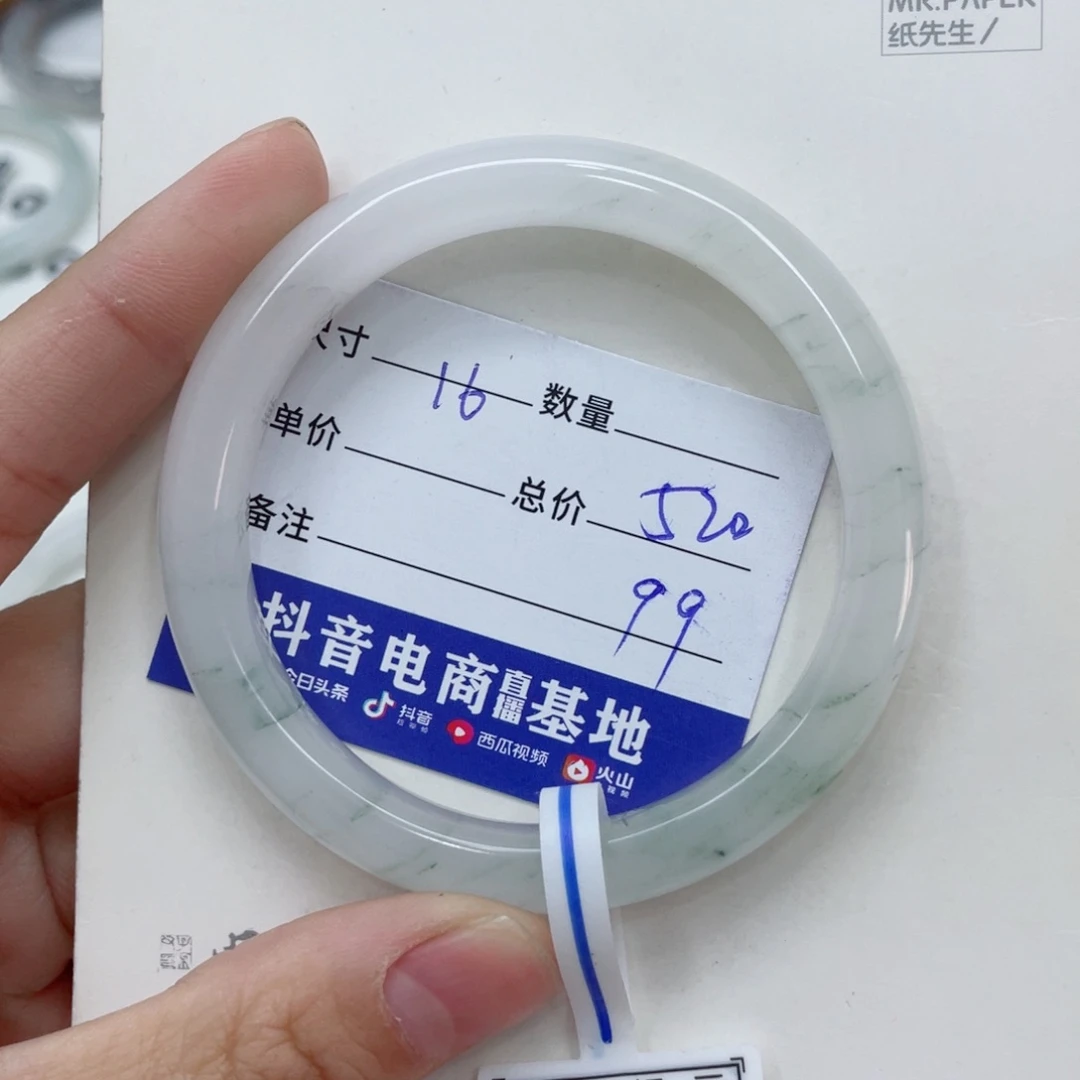 MR.PAPER
纸先生/
尺寸 16 数量
单价 总价 520
备注 99
抖音电商直播基地
今日头条 抖音 西瓜视频 火山